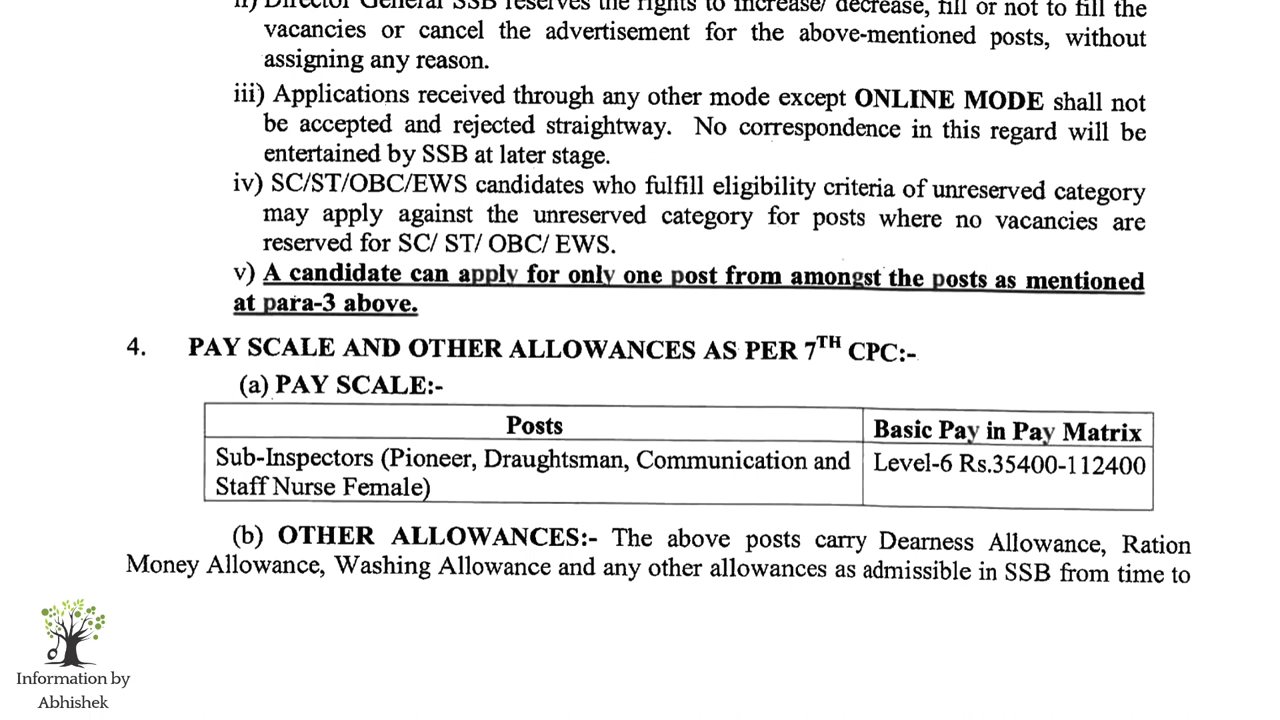 ii) Director General SSB reserves the rights to increase/ decrease, fill or not to fill the
vacancies or cancel the advertisement for the above-mentioned posts, without
assigning any reason.
iii) Applications received through any other mode except ONLINE MODE shall not
be accepted and rejected straightway. No correspondence in this regard will be
entertained by SSB at later stage.
iv) SC/ST/OBC/EWS candidates who fulfill eligibility criteria of unreserved category
may apply against the unreserved category for posts where no vacancies are
reserved for SC/ ST/ OBC/ EWS.
v) A candidate can apply for only one post from amongst the posts as mentioned
at para-3 above.
4. PAY SCALE AND OTHER ALLOWANCES AS PER 7TH CPC:-
(a) PAY SCALE:-
Posts Basic Pay in Pay Matrix
Sub-Inspectors (Pioneer, Draughtsman, Communication and Level-6 Rs.35400-112400
Staff Nurse Female)
(b) OTHER ALLOWANCES:- The above posts carry Dearness Allowance, Ration
Money Allowance, Washing Allowance and any other allowances as admissible in SSB from time to
Information by
Abhishek